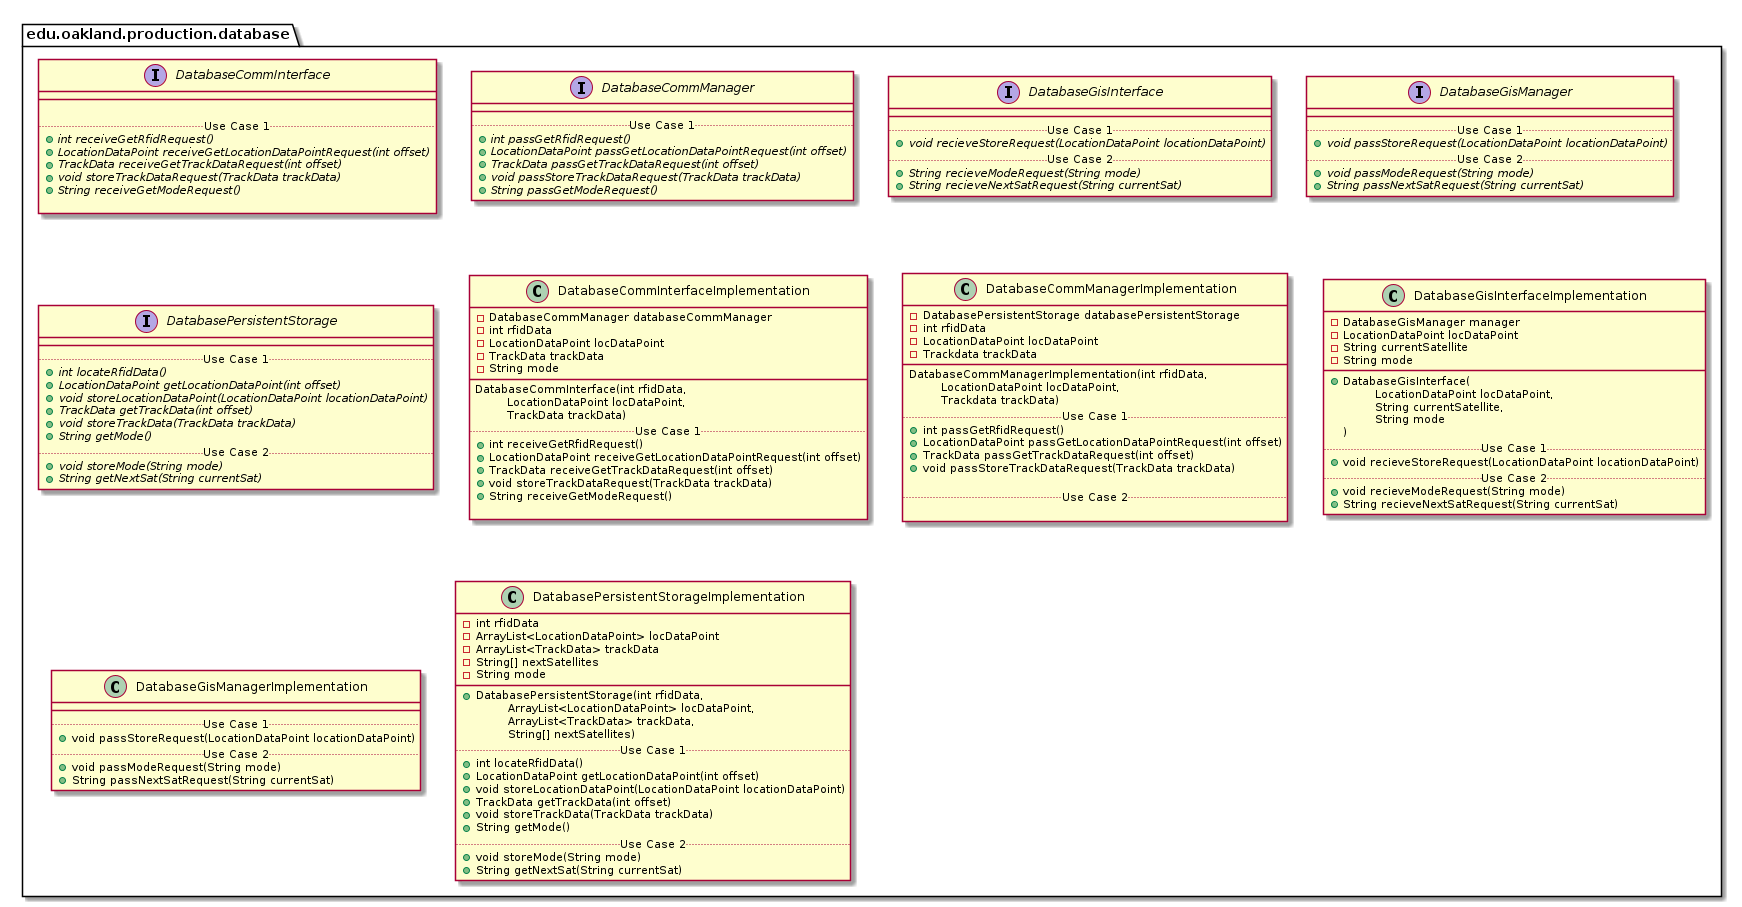 edu.oakland.production.database
I DatabaseCommInterface
Use Case 1
int receiveGetRfidRequest()
LocationDataPoint receiveGetLocationDataPointRequest(int offset)
TrackData receiveGetTrackDataRequest(int offset)
void storeTrackDataRequest(TrackData trackData)
String receiveGetModeRequest()
I DatabaseCommManager
Use Case 1
int passGetRfidRequest()
LocationDataPoint passGetLocationDataPointRequest(int offset)
TrackData passGetTrackDataRequest(int offset)
void passStoreTrackDataRequest(TrackData trackData)
String passGetModeRequest()
I DatabaseGisInterface
Use Case 1
void recieveStoreRequest(LocationDataPoint locationDataPoint)
Use Case 2
String recieveModeRequest(String mode)
String recieveNextSatRequest(String currentSat)
I DatabaseGisManager
Use Case 1
void passStoreRequest(LocationDataPoint locationDataPoint)
Use Case 2
void passModeRequest(String mode)
String passNextSatRequest(String currentSat)
I DatabasePersistentStorage
Use Case 1
int locateRfidData()
LocationDataPoint getLocationDataPoint(int offset)
void storeLocationDataPoint(LocationDataPoint locationDataPoint)
TrackData getTrackData(int offset)
void storeTrackData(TrackData trackData)
String getMode()
Use Case 2
void storeMode(String mode)
String getNextSat(String currentSat)
C DatabaseCommInterfaceImplementation
DatabaseCommManager databaseCommManager
int rfidData
LocationDataPoint locDataPoint
TrackData trackData
String mode
DatabaseCommInterface(int rfidData,
LocationDataPoint locDataPoint,
TrackData trackData)
Use Case 1
int receiveGetRfidRequest()
LocationDataPoint receiveGetLocationDataPointRequest(int offset)
TrackData receiveGetTrackDataRequest(int offset)
void storeTrackDataRequest(TrackData trackData)
String receiveGetModeRequest()
C DatabaseCommManagerImplementation
DatabasePersistentStorage databasePersistentStorage
int rfidData
LocationDataPoint locDataPoint
Trackdata trackData
DatabaseCommManagerImplementation(int rfidData,
LocationDataPoint locDataPoint,
Trackdata trackData)
Use Case 1
int passGetRfidRequest()
LocationDataPoint passGetLocationDataPointRequest(int offset)
TrackData passGetTrackDataRequest(int offset)
void passStoreTrackDataRequest(TrackData trackData)
Use Case 2
C DatabaseGisInterfaceImplementation
DatabaseGisManager manager
LocationDataPoint locDataPoint
String currentSatellite
String mode
DatabaseGisInterface(
LocationDataPoint locDataPoint,
String currentSatellite,
String mode
)
Use Case 1
void recieveStoreRequest(LocationDataPoint locationDataPoint)
Use Case 2
void recieveModeRequest(String mode)
String recieveNextSatRequest(String currentSat)
C DatabaseGisManagerImplementation
Use Case 1
void passStoreRequest(LocationDataPoint locationDataPoint)
Use Case 2
void passModeRequest(String mode)
String passNextSatRequest(String currentSat)
C DatabasePersistentStorageImplementation
int rfidData
ArrayList<LocationDataPoint> locDataPoint
ArrayList<TrackData> trackData
String[] nextSatellites
String mode
DatabasePersistentStorage(int rfidData,
ArrayList<LocationDataPoint> locDataPoint,
ArrayList<TrackData> trackData,
String[] nextSatellites)
Use Case 1
int locateRfidData()
LocationDataPoint getLocationDataPoint(int offset)
void storeLocationDataPoint(LocationDataPoint locationDataPoint)
TrackData getTrackData(int offset)
void storeTrackData(TrackData trackData)
String getMode()
Use Case 2
void storeMode(String mode)
String getNextSat(String currentSat)